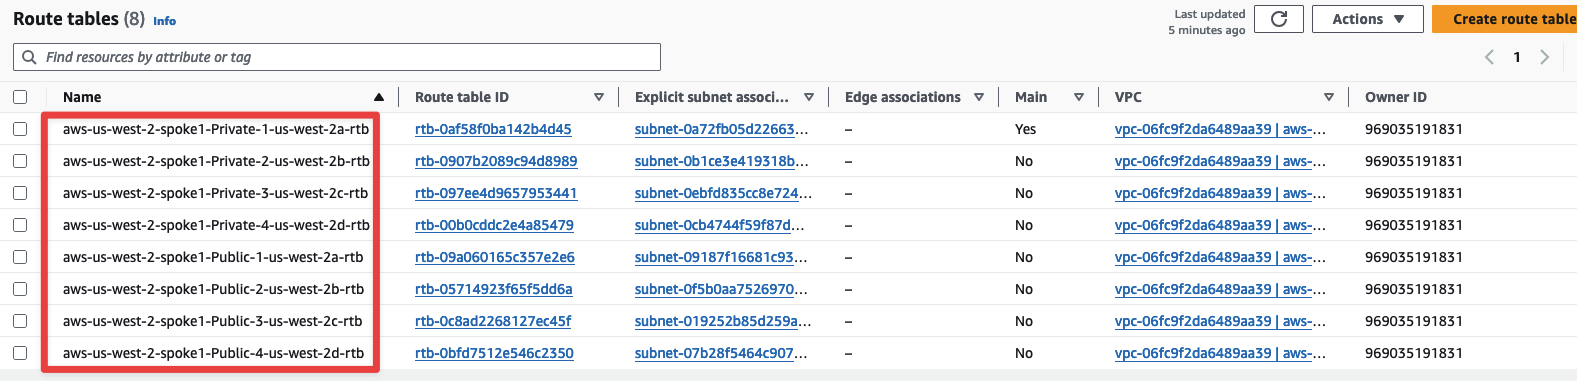 Route tables (8) Info
Last updated
5 minutes ago
Actions
Create route table
Find resources by attribute or tag
1
Name Route table ID Explicit subnet associ... Edge associations Main VPC Owner ID
aws-us-west-2-spoke1-Private-1-us-west-2a-rtb rtb-0af58f0ba142b4d45 subnet-0a72fb05d22663... – Yes vpc-06fc9f2da6489aa39 | aws-... 969035191831
aws-us-west-2-spoke1-Private-2-us-west-2b-rtb rtb-0907b2089c94d8989 subnet-0b1ce3e419318b... – No vpc-06fc9f2da6489aa39 | aws-... 969035191831
aws-us-west-2-spoke1-Private-3-us-west-2c-rtb rtb-097ee4d9657953441 subnet-0ebfd835cc8e724... – No vpc-06fc9f2da6489aa39 | aws-... 969035191831
aws-us-west-2-spoke1-Private-4-us-west-2d-rtb rtb-00b0cddc2e4a85479 subnet-0cb4744f59f87d... – No vpc-06fc9f2da6489aa39 | aws-... 969035191831
aws-us-west-2-spoke1-Public-1-us-west-2a-rtb rtb-09a060165c357e2e6 subnet-09187f16681c93... – No vpc-06fc9f2da6489aa39 | aws-... 969035191831
aws-us-west-2-spoke1-Public-2-us-west-2b-rtb rtb-05714923f65f5dd6a subnet-0f5b0aa7526970... – No vpc-06fc9f2da6489aa39 | aws-... 969035191831
aws-us-west-2-spoke1-Public-3-us-west-2c-rtb rtb-0c8ad2268127ec45f subnet-019252b85d259a... – No vpc-06fc9f2da6489aa39 | aws-... 969035191831
aws-us-west-2-spoke1-Public-4-us-west-2d-rtb rtb-0bfd7512e546c2350 subnet-07b28f5464c907... – No vpc-06fc9f2da6489aa39 | aws-... 969035191831